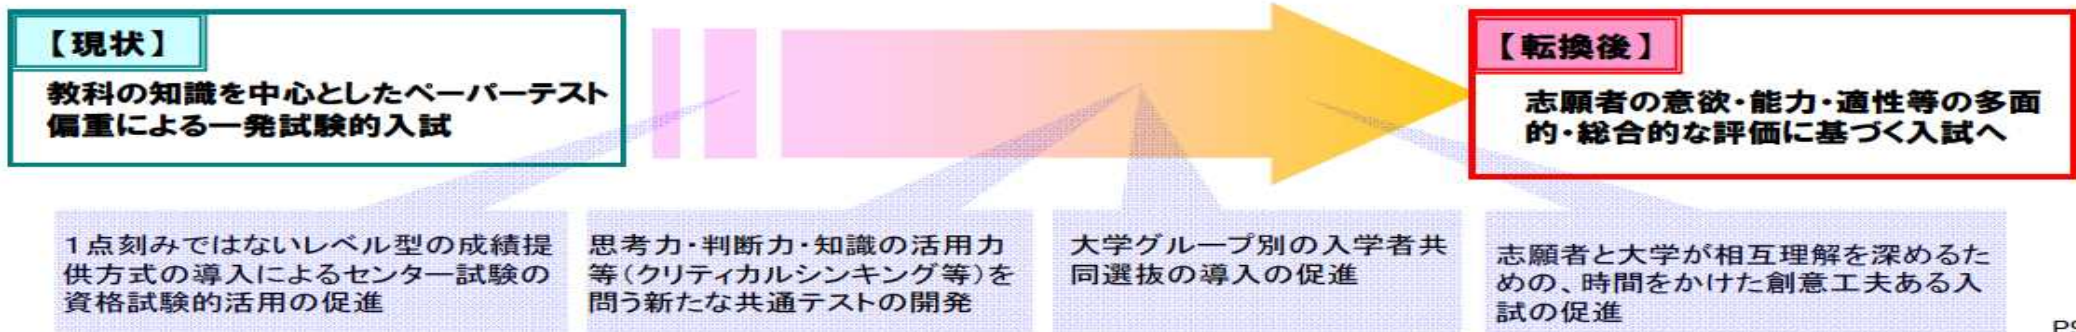 【現状】
教科の知識を中心としたペーパーテスト
偏重による一発試験的入試
【転換後】
志願者の意欲・能力・適性等の多面
的・総合的な評価に基づく入試へ
1点刻みではないレベル型の成績提
供方式の導入によるセンター試験の
資格試験的活用の促進
思考力・判断力・知識の活用力
等(クリティカルシンキング等)を
問う新たな共通テストの開発
大学グループ別の入学者共
同選抜の導入の促進
志願者と大学が相互理解を深めるた
めの、時間をかけた創意工夫ある入
試の促進